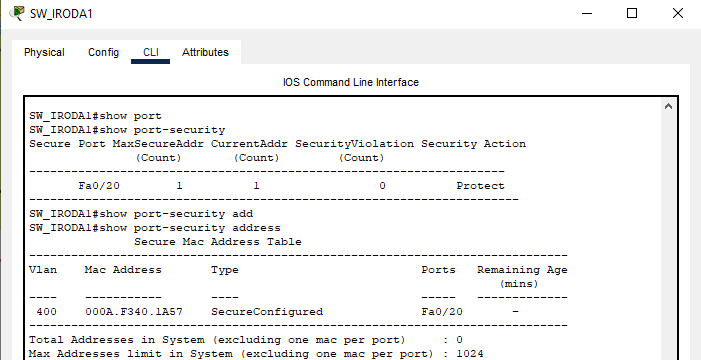 SW_IRODA1
Physical Config CLI Attributes
IOS Command Line Interface
SW_IRODA1#show port
SW_IRODA1#show port-security
Secure Port MaxSecureAddr CurrentAddr SecurityViolation Security Action
(Count) (Count) (Count)
--------------------------------------------------------------------
Fa0/20 1 1 0 Protect
----------------------------------------------------------------------
SW_IRODA1#show port-security add
SW_IRODA1#show port-security address
Secure Mac Address Table
-----------------------------------------------------------------------------
Vlan Mac Address Type Ports Remaining Age
(mins)
---- ----------- ---- ----- -------------
400 000A.F340.1A57 SecureConfigured Fa0/20 -
-----------------------------------------------------------------------------
Total Addresses in System (excluding one mac per port) : 0
Max Addresses limit in System (excluding one mac per port) : 1024